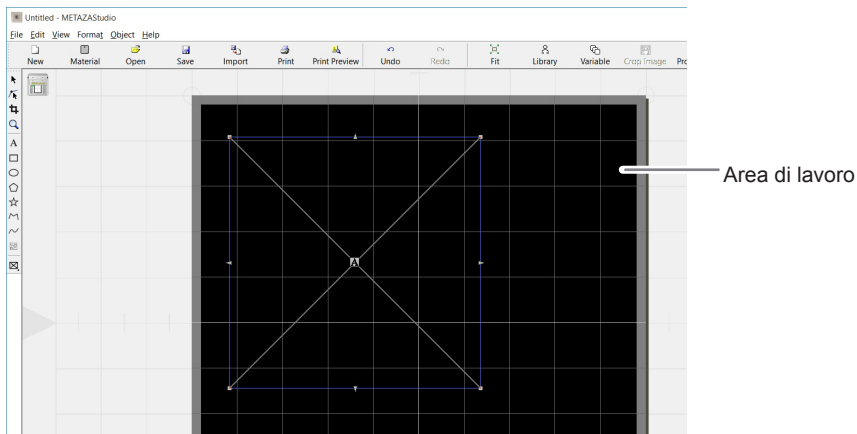 Untitled - METAZAStudio
File Edit View Format Object Help
New Material Open Save Import Print Print Preview Undo Redo Fit Library Variable Crop Image Pro
A
A
Area di lavoro